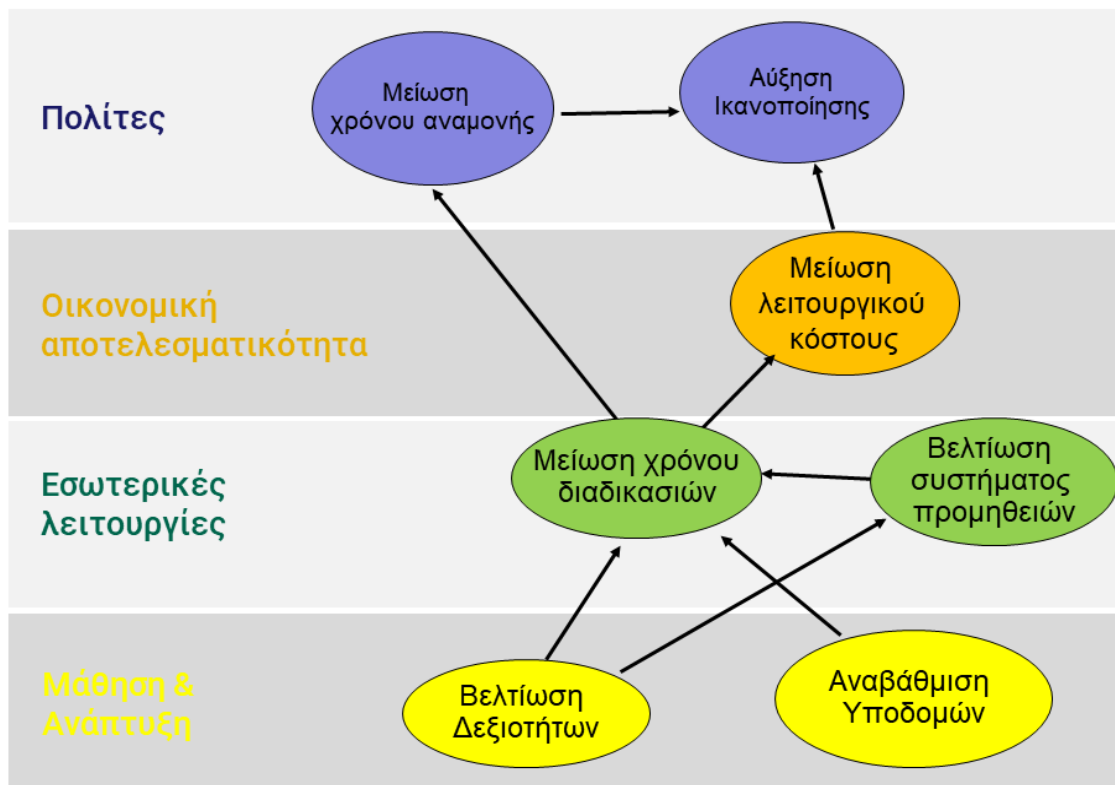 Πολίτες
Μείωση
χρόνου αναμονής
Αύξηση
Ικανοποίησης
Οικονομική
αποτελεσματικότητα
Μείωση
λειτουργικού
κόστους
Εσωτερικές
λειτουργίες
Μείωση χρόνου
διαδικασιών
Βελτίωση
συστήματος
προμηθειών
Μάθηση &
Ανάπτυξη
Βελτίωση
Δεξιοτήτων
Αναβάθμιση
Υποδομών